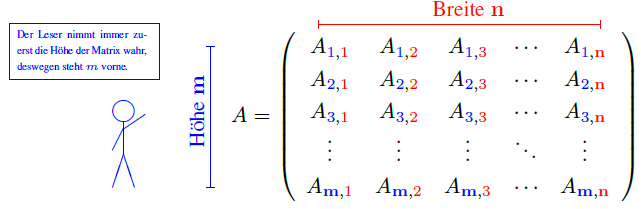 Breite n
Der Leser nimmt immer zu-
erst die Höhe der Matrix wahr,
deswegen steht m vorne.
Höhe m
A =
A1,1 A1,2 A1,3 ⋯ A1,n
A2,1 A2,2 A2,3 ⋯ A2,n
A3,1 A3,2 A3,3 ⋯ A3,n
⋮ ⋮ ⋮ ⋱ ⋮
Am,1 Am,2 Am,3 ⋯ Am,n